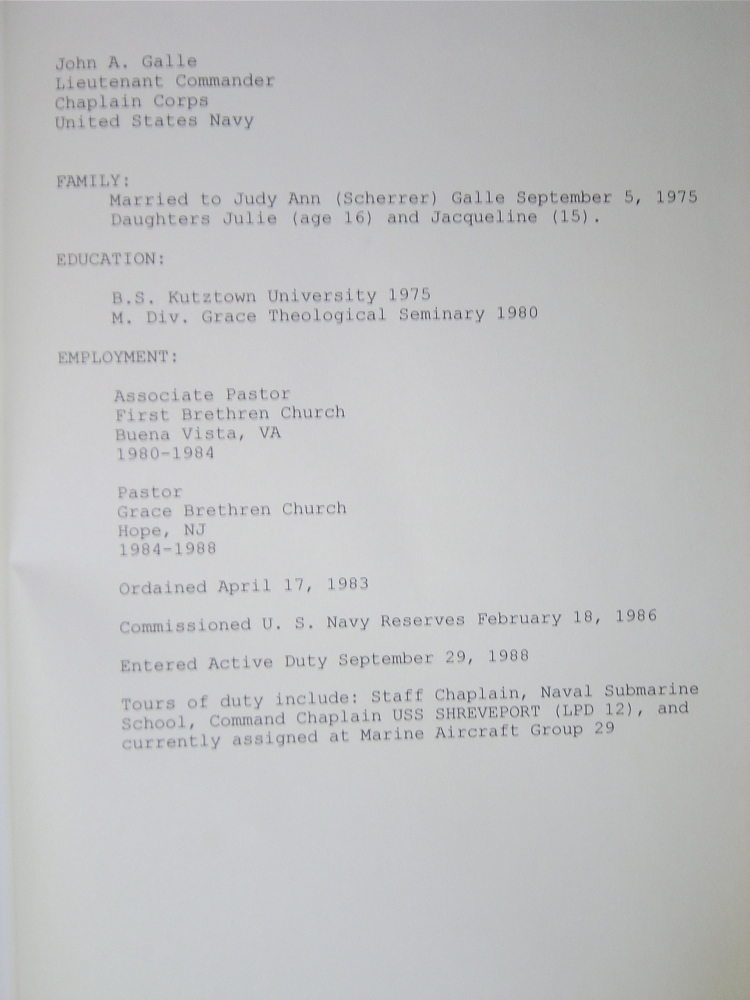 John A. Galle
Lieutenant Commander
Chaplain Corps
United States Navy
FAMILY:
Married to Judy Ann (Scherrer) Galle September 5, 1975
Daughters Julie (age 16) and Jacqueline (15).
EDUCATION:
B.S. Kutztown University 1975
M. Div. Grace Theological Seminary 1980
EMPLOYMENT:
Associate Pastor
First Brethren Church
Buena Vista, VA
1980-1984
Pastor
Grace Brethren Church
Hope, NJ
1984-1988
Ordained April 17, 1983
Commissioned U. S. Navy Reserves February 18, 1986
Entered Active Duty September 29, 1988
Tours of duty include: Staff Chaplain, Naval Submarine
School, Command Chaplain USS SHREVEPORT (LPD 12), and
currently assigned at Marine Aircraft Group 29